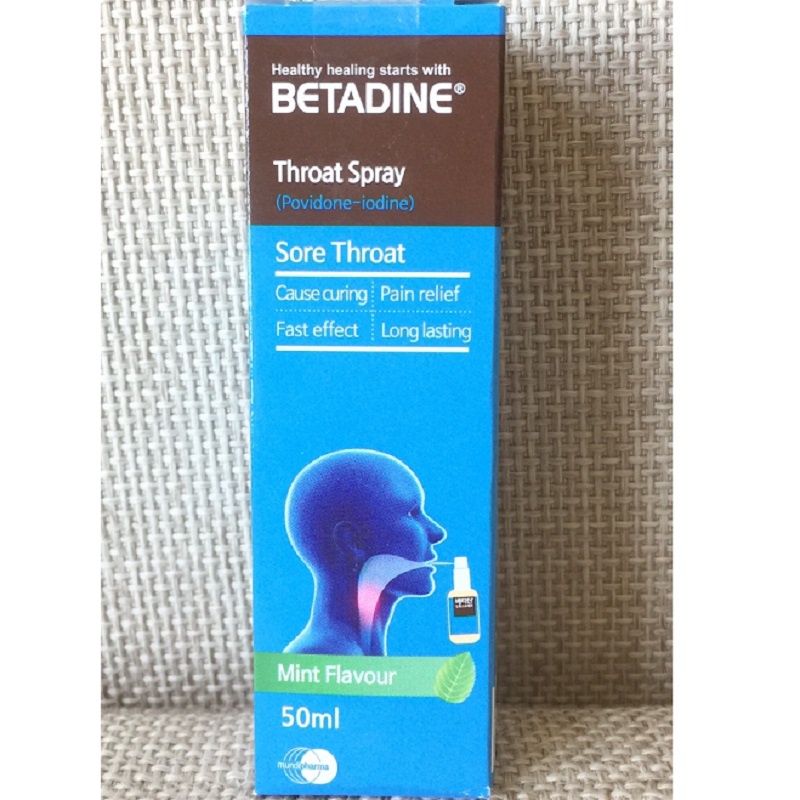 Healthy healing starts with
BETADINE®
Throat Spray
(Povidone-iodine)
Sore Throat
Cause curing Pain relief
Fast effect Long lasting
Mint Flavour
50ml
mundipharma